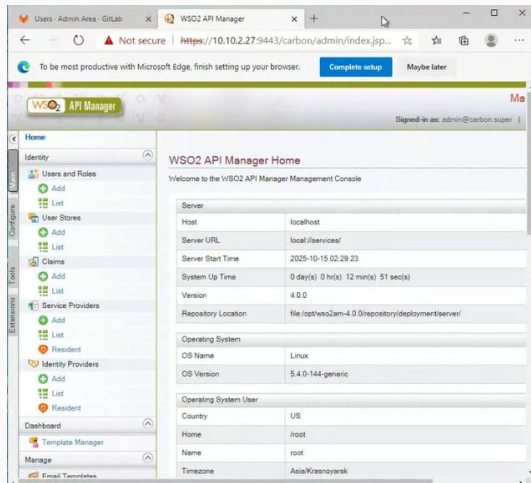 Users · Admin Area · GitLab
WSO2 API Manager
Not secure | https://10.10.2.27:9443/carbon/admin/index.jsp...
To be most productive with Microsoft Edge, finish setting up your browser.
Complete setup
Maybe later
WSO2 API Manager
Ma
Signed-in as: admin@carbon.super |
Main
Configure
Tools
Extensions
Home
Identity
Users and Roles
Add
List
User Stores
Add
List
Claims
Add
List
Service Providers
Add
List
Resident
Identity Providers
Add
List
Resident
Dashboard
Template Manager
Manage
Email Templates
WSO2 API Manager Home
Welcome to the WSO2 API Manager Management Console
Server
Host localhost
Server URL local://services/
Server Start Time 2025-10-15 02:29:23
System Up Time 0 day(s) 0 hr(s) 12 min(s) 51 sec(s)
Version 4.0.0
Repository Location file:/opt/wso2am-4.0.0/repository/deployment/server/
Operating System
OS Name Linux
OS Version 5.4.0-144-generic
Operating System User
Country US
Home /root
Name root
Timezone Asia/Krasnoyarsk